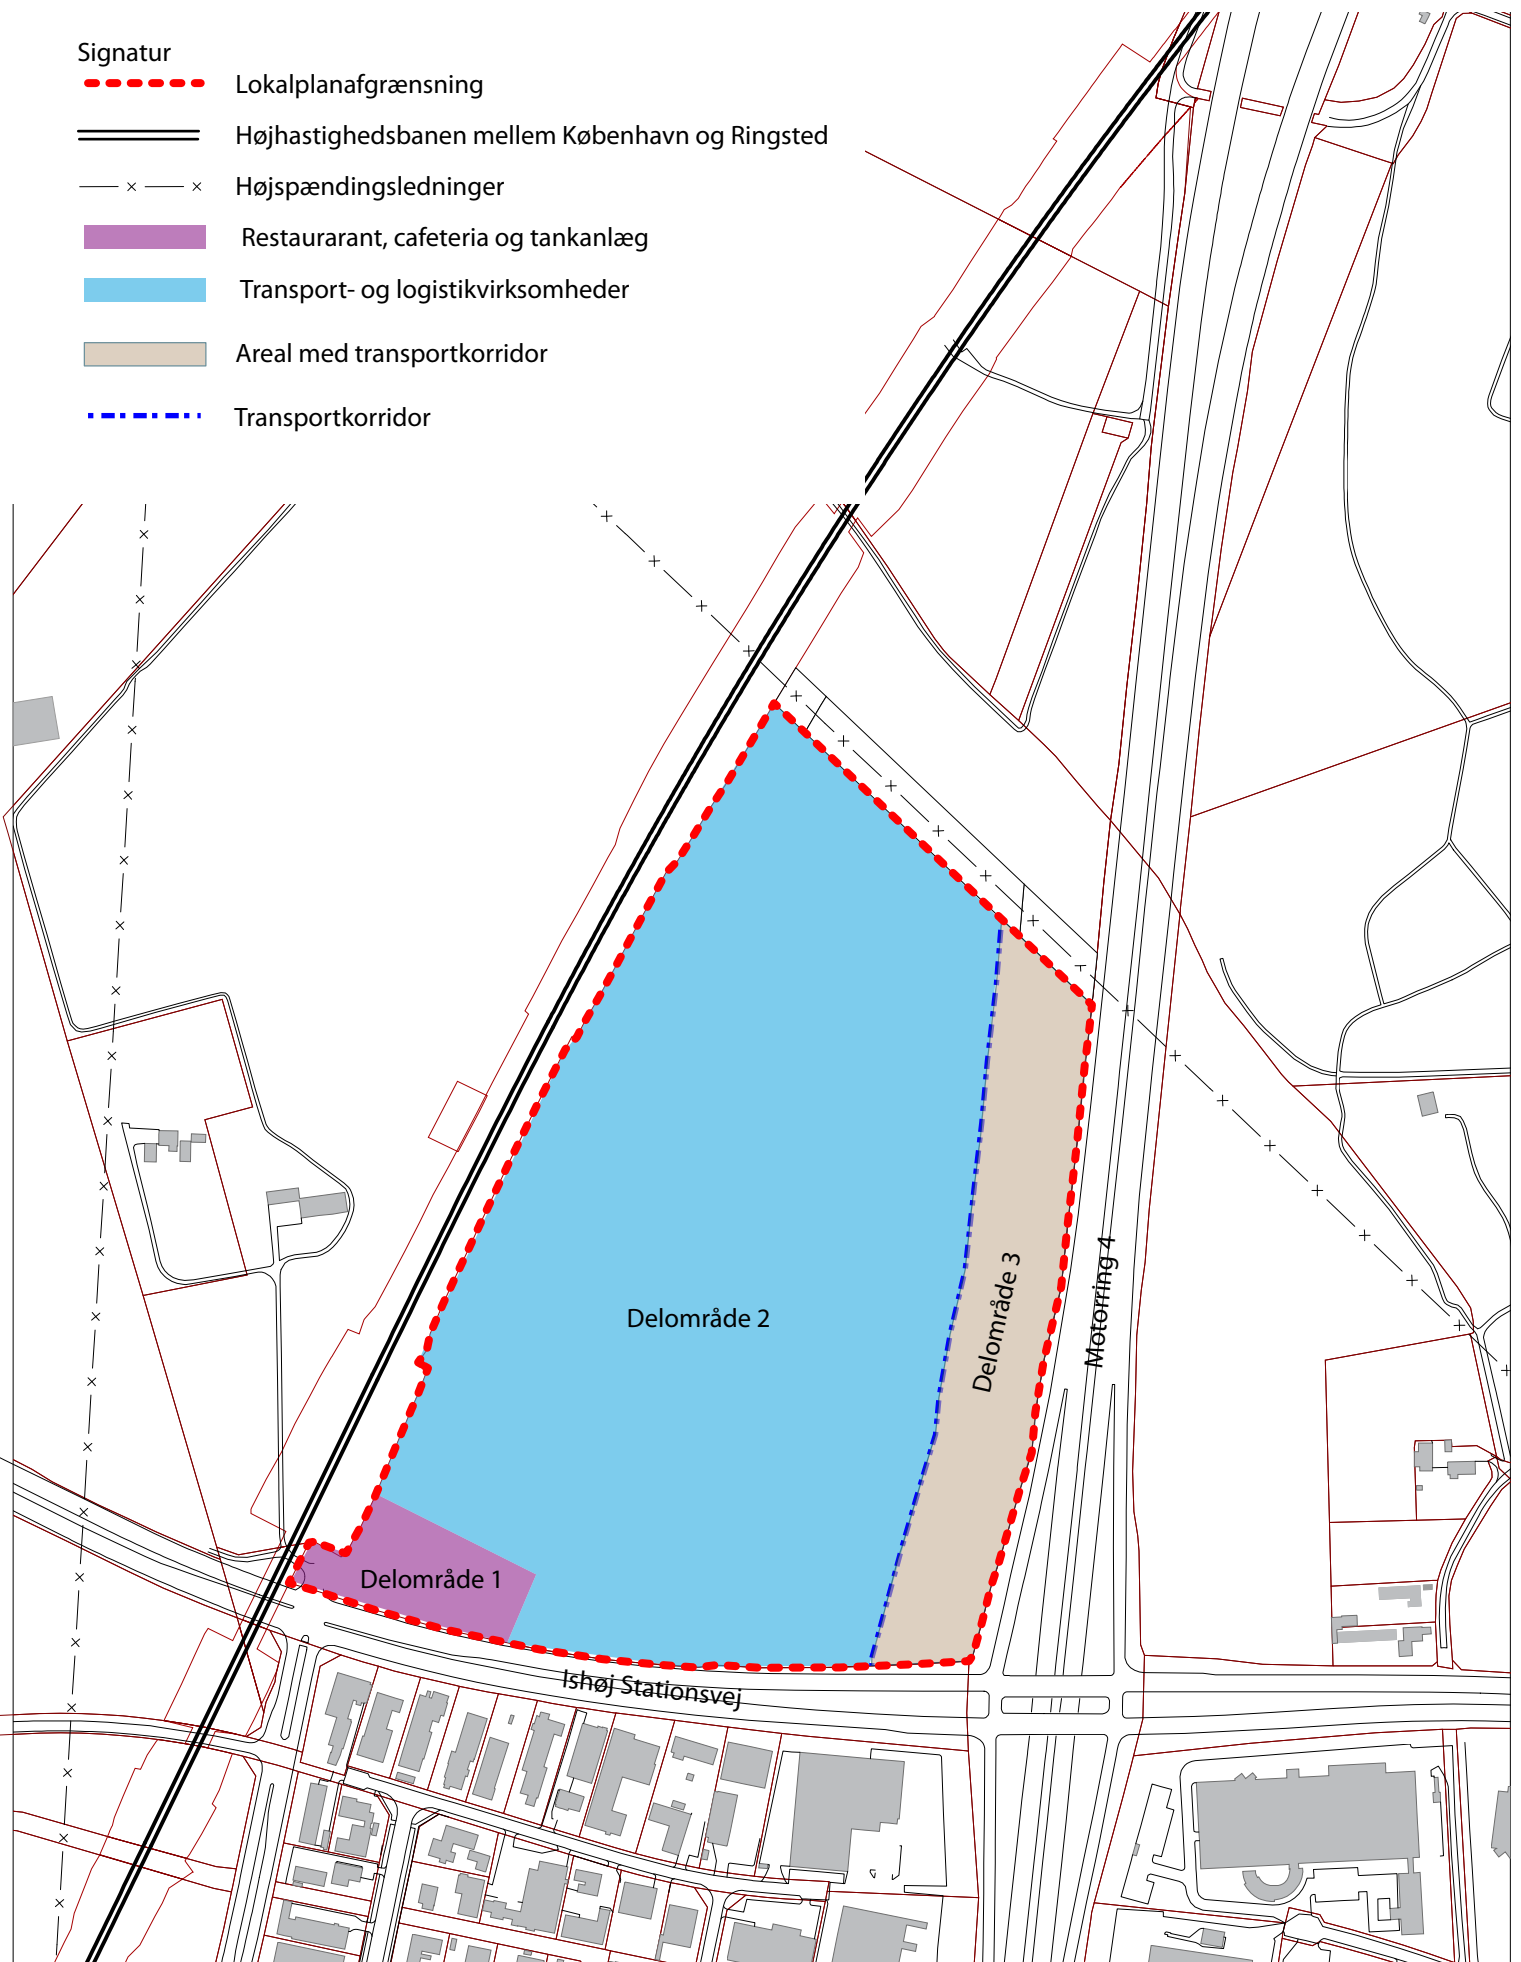 Signatur
Lokalplanafgrænsning
Højhastighedsbanen mellem København og Ringsted
Højspændingsledninger
Restaurarant, cafeteria og tankanlæg
Transport- og logistikvirksomheder
Areal med transportkorridor
Transportkorridor
Delområde 2
Delområde 3
Motorring 4
Delområde 1
Ishøj Stationsvej